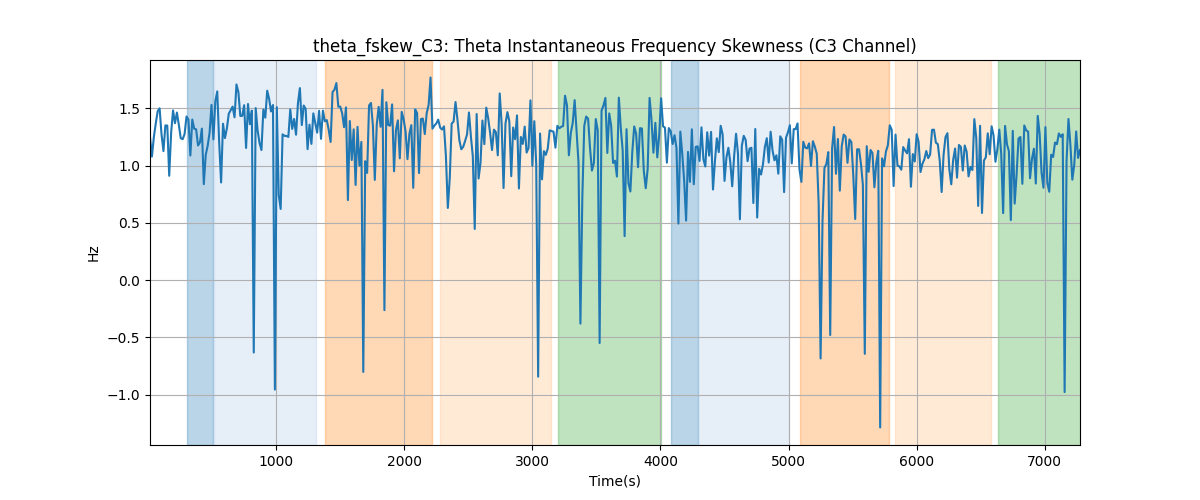 theta_fskew_C3: Theta Instantaneous Frequency Skewness (C3 Channel)
Hz
1.5
1.0
0.5
0.0
−0.5
−1.0
1000 2000 3000 4000 5000 6000 7000
Time(s)